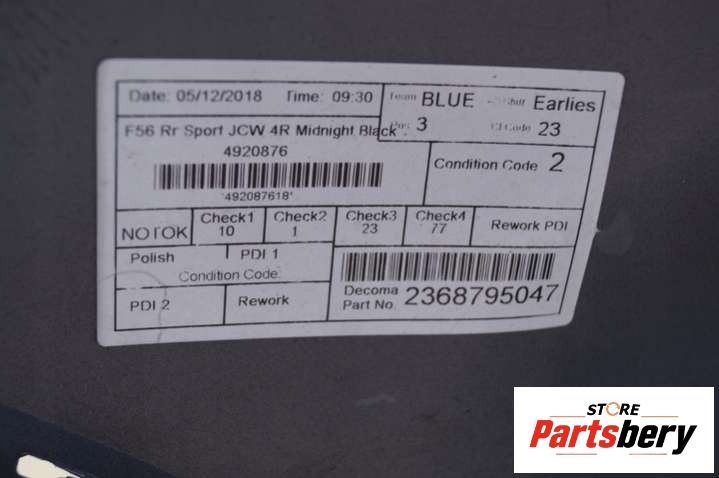 Date: 05/12/2018 Time: 09:30 Team BLUE Shift Earlies
F56 Rr Sport JCW 4R Midnight Black Pos 3 Cl Code 23
4920876
*492087618*
Condition Code 2
NOTOK Check1 10 Check2 1 Check3 23 Check4 77 Rework PDI
Polish PDI 1
Condition Code:
PDI 2 Rework
Decoma Part No. 2368795047
STORE
Partsbery